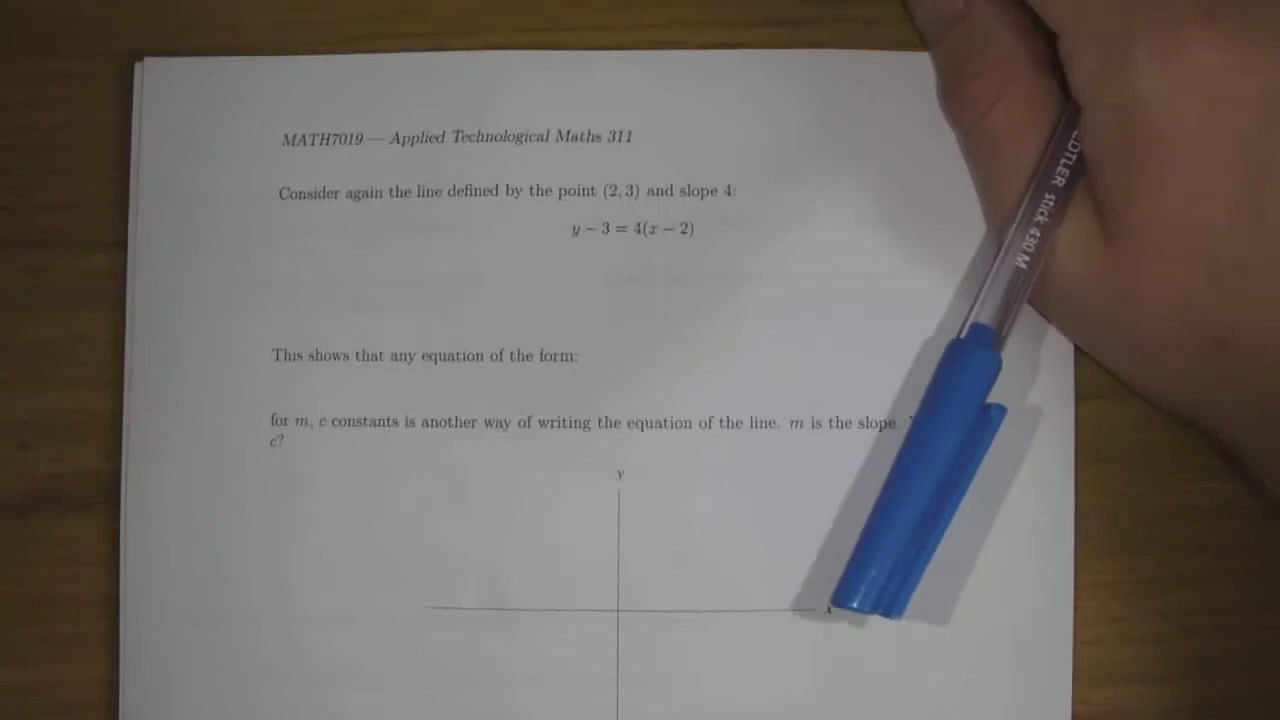 MATH7019 — Applied Technological Maths 311
Consider again the line defined by the point (2, 3) and slope 4:
y − 3 = 4(x − 2)
This shows that any equation of the form:
for m, c constants is another way of writing the equation of the line. m is the slope
c?
y
x
stick 430 M